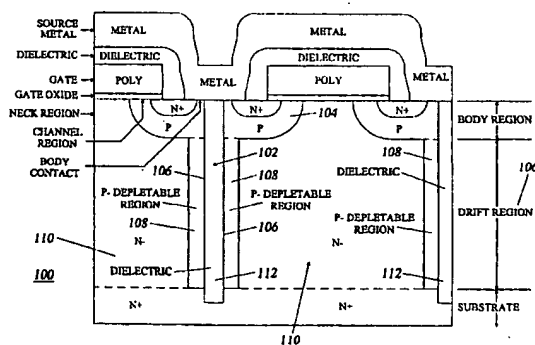 SOURCE METAL
METAL
METAL
DIELECTRIC
DIELECTRIC
DIELECTRIC
GATE
POLY
METAL
POLY
METAL
GATE OXIDE
NECK REGION
N+
N+
104
N+
BODY REGION
CHANNEL REGION
P
P
P
BODY CONTACT
106
102
108
108
DIELECTRIC
106
P- DEPLETABLE REGION
P- DEPLETABLE REGION
DRIFT REGION
108
106
P- DEPLETABLE REGION
110
N-
N-
100
DIELECTRIC
112
112
N+
N+
SUBSTRATE
110